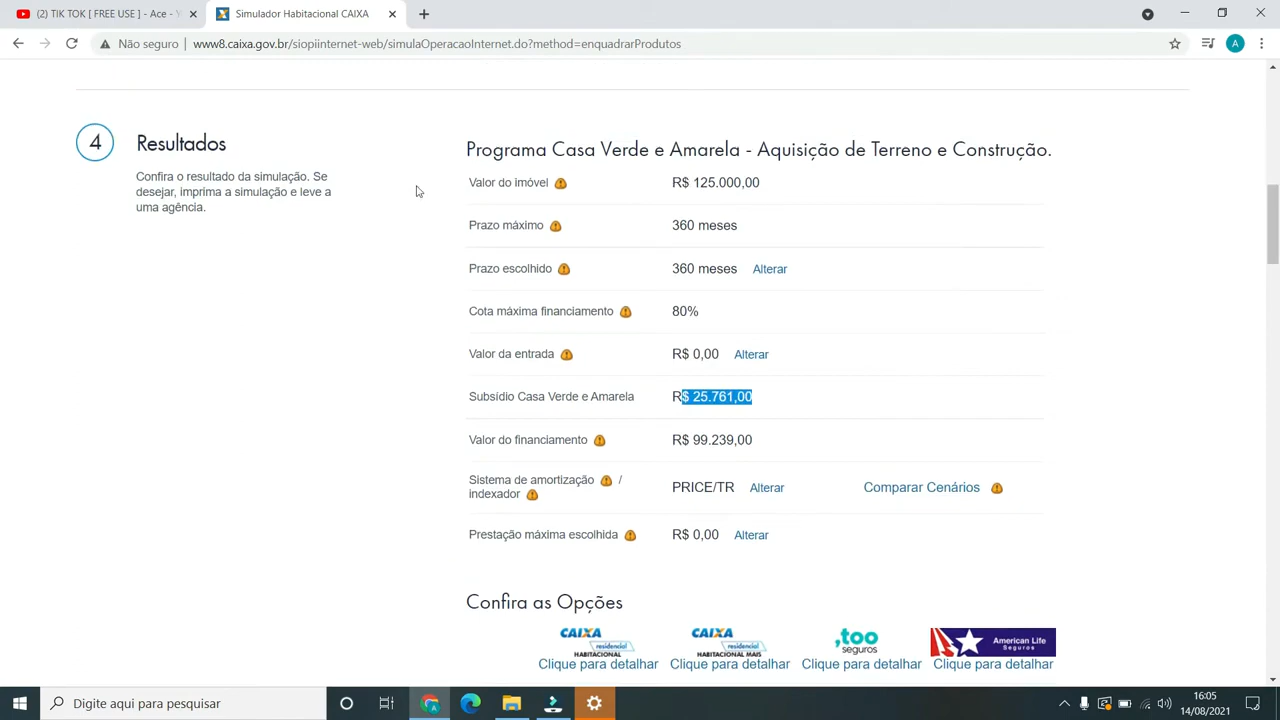 (2) TIK TOK [ FREE USE ] - Ace - Y
Simulador Habitacional CAIXA
Não seguro | www8.caixa.gov.br/siopiinternet-web/simulaOperacaoInternet.do?method=enquadrarProdutos
A
4
Resultados
Confira o resultado da simulação. Se
desejar, imprima a simulação e leve a
uma agência.
Programa Casa Verde e Amarela - Aquisição de Terreno e Construção.
Valor do imóvel R$ 125.000,00
Prazo máximo 360 meses
Prazo escolhido 360 meses Alterar
Cota máxima financiamento 80%
Valor da entrada R$ 0,00 Alterar
Subsídio Casa Verde e Amarela R$ 25.761,00
Valor do financiamento R$ 99.239,00
Sistema de amortização /
indexador PRICE/TR Alterar Comparar Cenários
Prestação máxima escolhida R$ 0,00 Alterar
Confira as Opções
CAIXA residencial HABITACIONAL
CAIXA residencial HABITACIONAL MAIS
,too seguros
American Life Seguros
Clique para detalhar Clique para detalhar Clique para detalhar Clique para detalhar
Digite aqui para pesquisar
16:05
14/08/2021